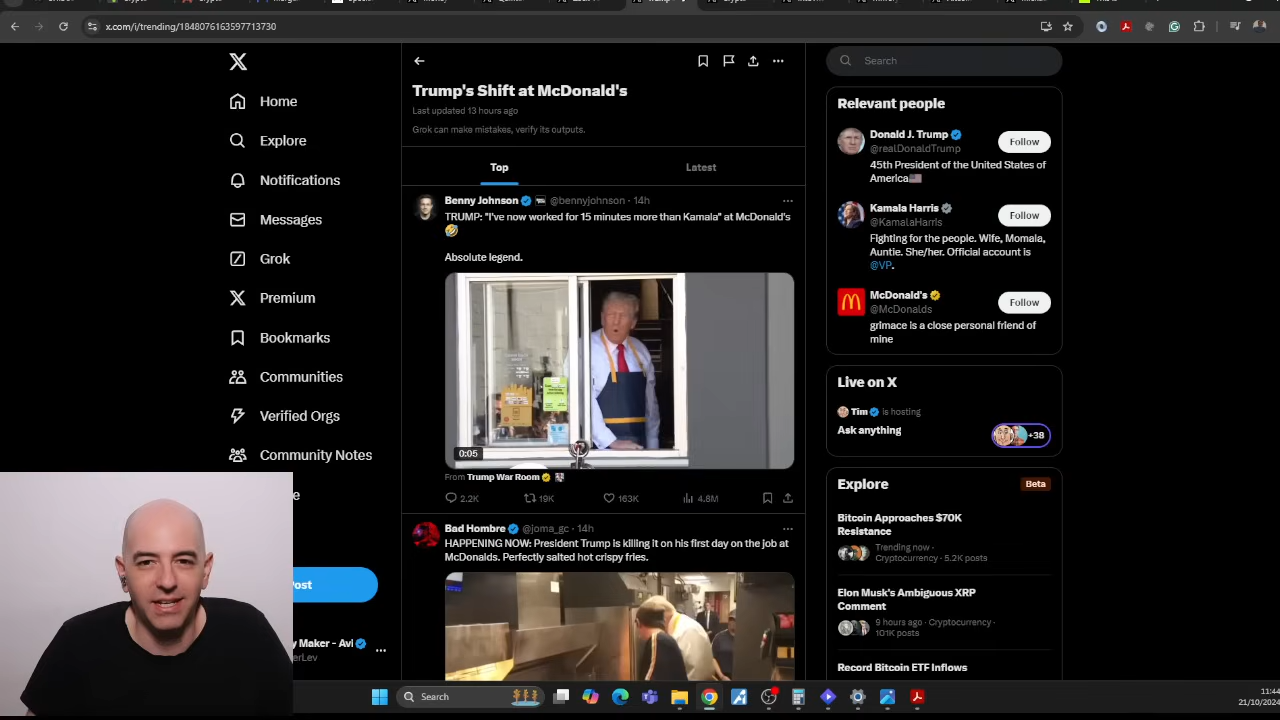 x.com/i/trending/1848076163597713730
Home
Explore
Notifications
Messages
Grok
Premium
Bookmarks
Communities
Verified Orgs
Community Notes
Trump's Shift at McDonald's
Last updated 13 hours ago
Grok can make mistakes, verify its outputs.
Top
Latest
Benny Johnson @bennyjohnson · 14h
TRUMP: "I've now worked for 15 minutes more than Kamala" at McDonald's
🤣
Absolute legend.
0:05
From Trump War Room
2.2K 19K 163K 4.8M
Bad Hombre @joma_gc · 14h
HAPPENING NOW: President Trump is killing it on his first day on the job at
McDonalds. Perfectly salted hot crispy fries.
Search
Relevant people
Donald J. Trump
@realDonaldTrump
Follow
45th President of the United States of
America🇺🇸
Kamala Harris
@KamalaHarris
Follow
Fighting for the people. Wife, Momala,
Auntie. She/her. Official account is
@VP.
McDonald's
@McDonalds
Follow
grimace is a close personal friend of
mine
Live on X
Tim is hosting
Ask anything
+38
Explore
Beta
Bitcoin Approaches $70K
Resistance
Trending now ·
Cryptocurrency · 5.2K posts
Elon Musk's Ambiguous XRP
Comment
9 hours ago · Cryptocurrency ·
101K posts
Record Bitcoin ETF Inflows
ost
y Maker - Avi
erLev
Search
11:44
21/10/2024